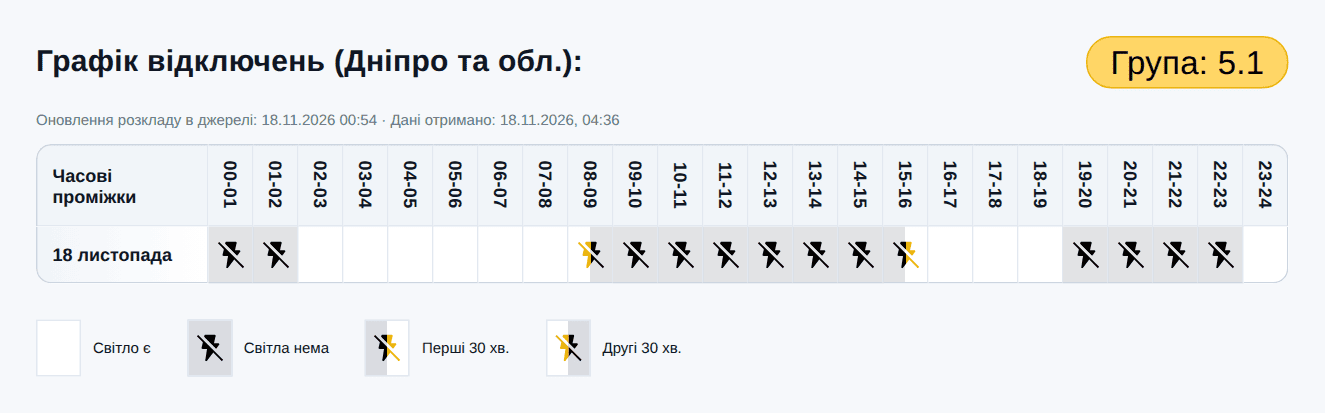 Графік відключень (Дніпро та обл.):
Група: 5.1
Оновлення розкладу в джерелі: 18.11.2026 00:54 · Дані отримано: 18.11.2026, 04:36
Часові
проміжки
00-01
01-02
02-03
03-04
04-05
05-06
06-07
07-08
08-09
09-10
10-11
11-12
12-13
13-14
14-15
15-16
16-17
17-18
18-19
19-20
20-21
21-22
22-23
23-24
18 листопада
Світло є
Світла нема
Перші 30 хв.
Другі 30 хв.